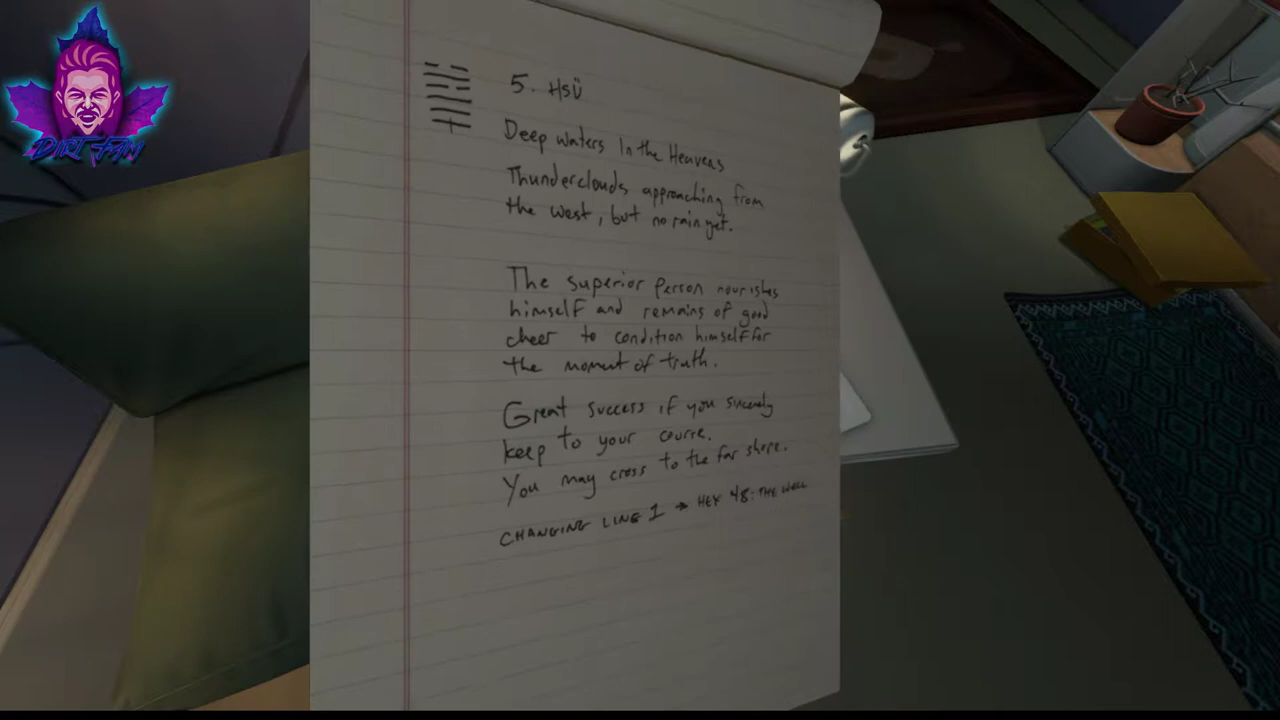 DIRT FAN
5. Hsü
Deep Waters In the Heavens
Thunderclouds approaching from
the west, but no rain yet.
The superior person nourishes
himself and remains of good
cheer to condition himself for
the moment of truth.
Great success if you
keep to your course.
You may cross to the far shore.
CHANGING LINE 1 → HEX 48: THE WELL